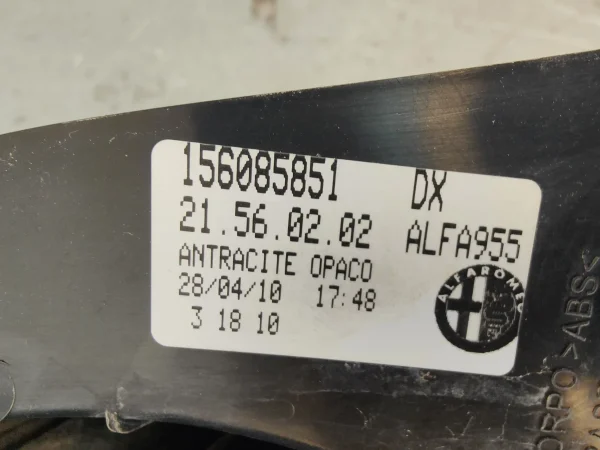 156085851 DX
21.56.02.02 ALFA955
ANTRACITE OPACO
28/04/10 17:48
3 18 10
ALFA ROMEO
ORPO >ABS<